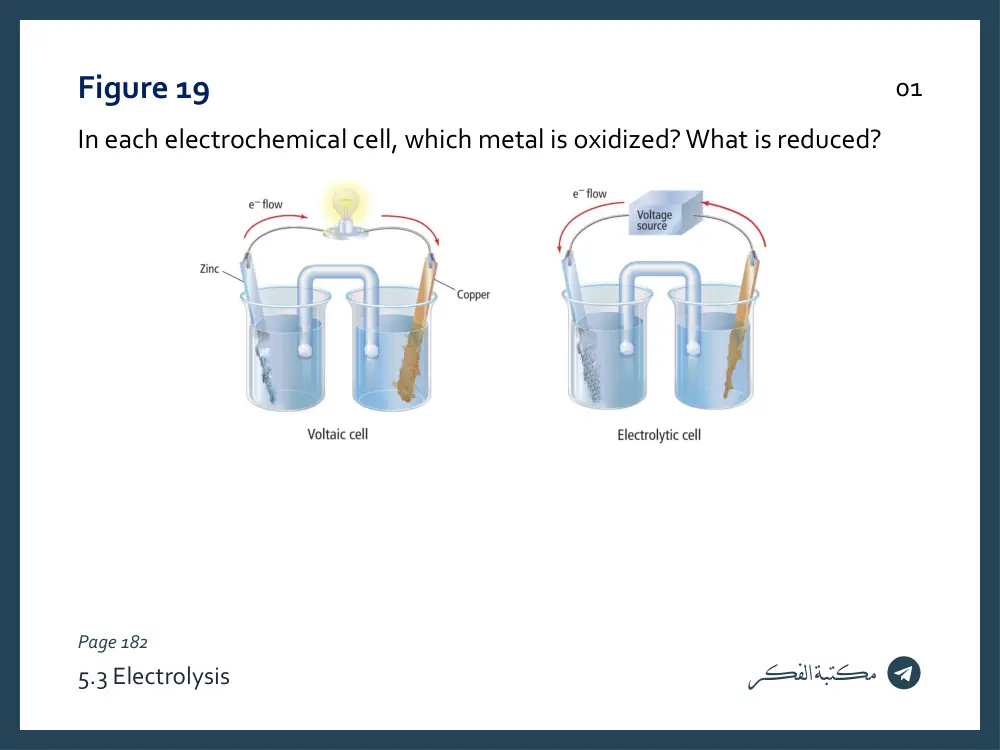 Figure 19
01
In each electrochemical cell, which metal is oxidized? What is reduced?
e⁻ flow
Zinc
Copper
Voltaic cell
e⁻ flow
Voltage
source
Electrolytic cell
Page 182
5.3 Electrolysis
مكتبة الفكر